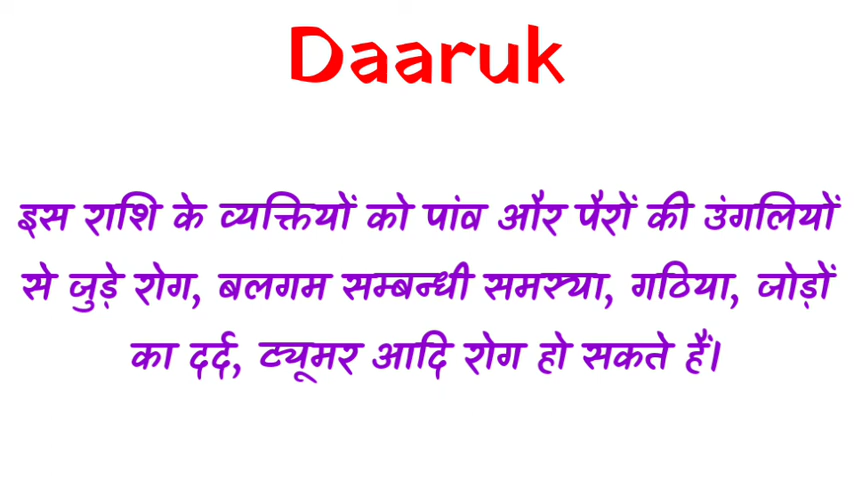 Daaruk
इस राशि के व्यक्तियों को पांव और पैरों की उंगलियों
से जुड़े रोग, बलगम सम्बन्धी समस्या, गठिया, जोड़ों
का दर्द, ट्यूमर आदि रोग हो सकते हैं।